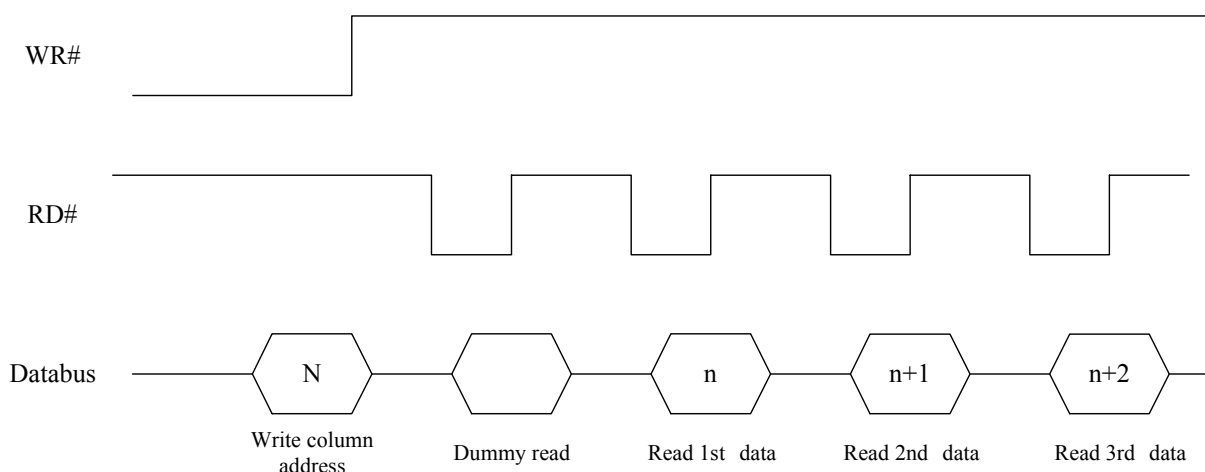 WR#
RD#
Databus
N
n
n+1
n+2
Write column
address
Dummy read
Read 1st data
Read 2nd data
Read 3rd data